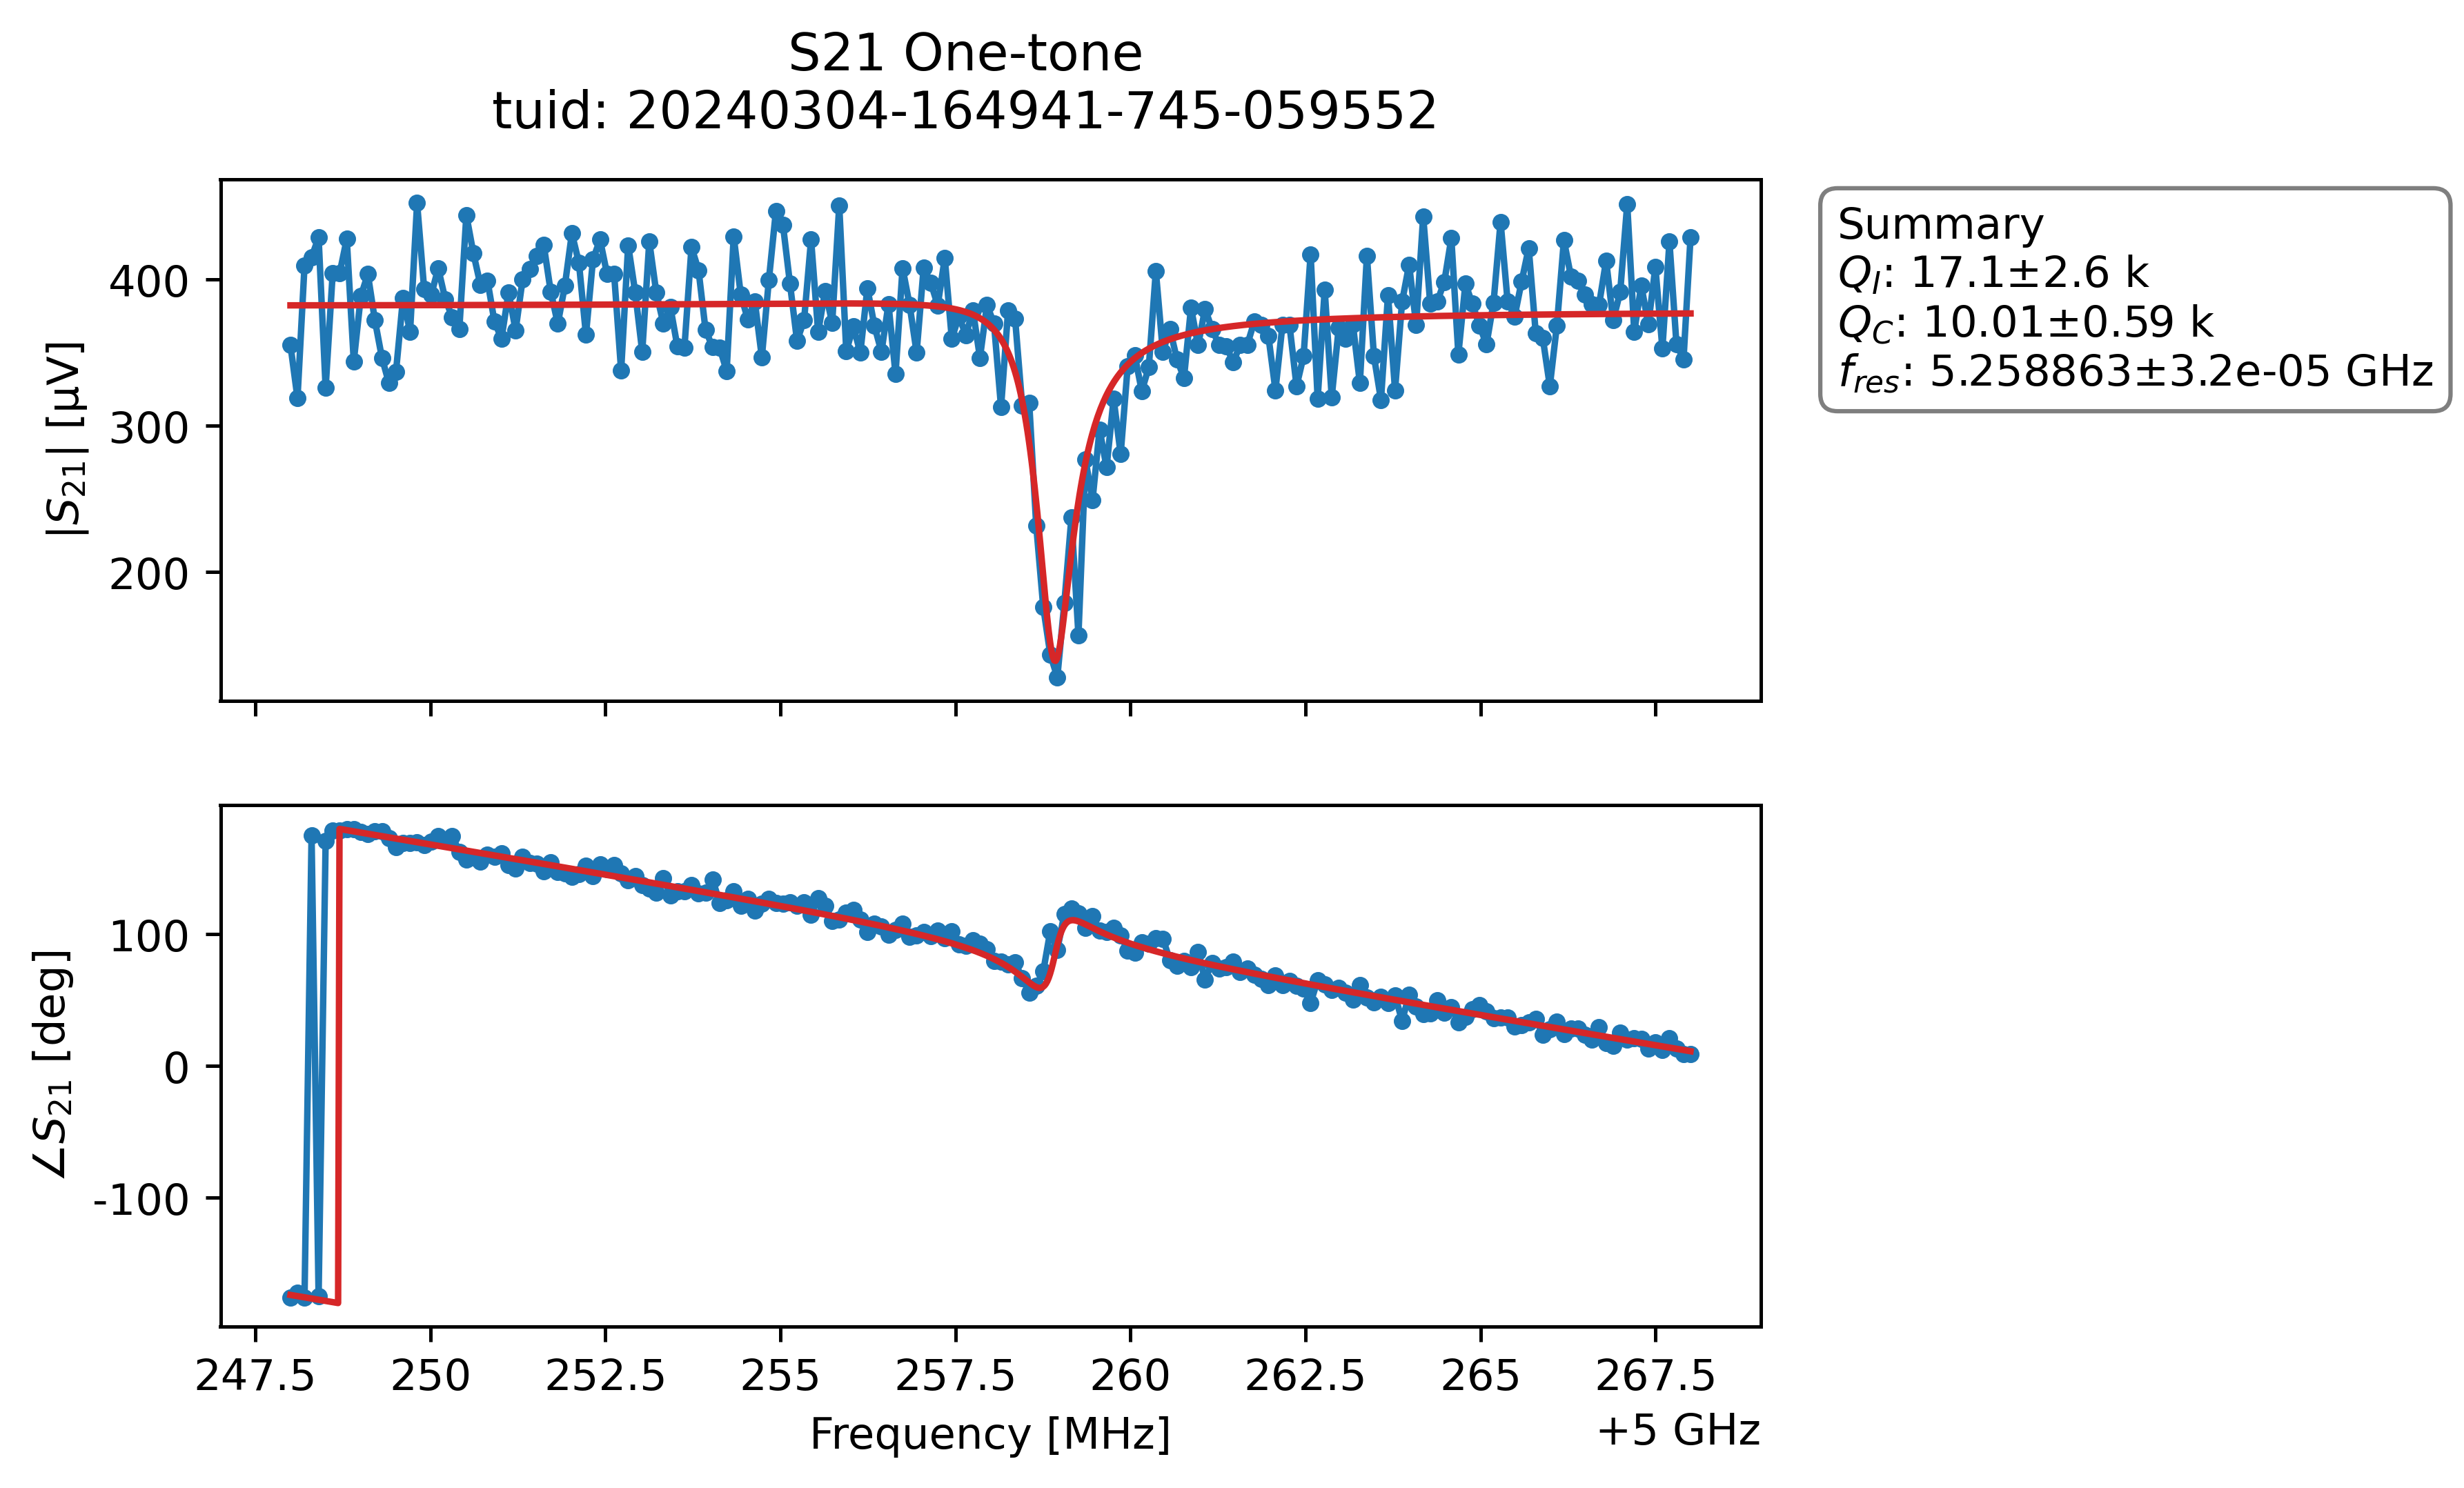 S21 One-tone
tuid: 20240304-164941-745-059552
|S21| [µV]
400
300
200
Summary
Ql: 17.1±2.6 k
QC: 10.01±0.59 k
fres: 5.258863±3.2e-05 GHz
∠S21 [deg]
100
0
-100
247.5 250 252.5 255 257.5 260 262.5 265 267.5
Frequency [MHz]
+5 GHz